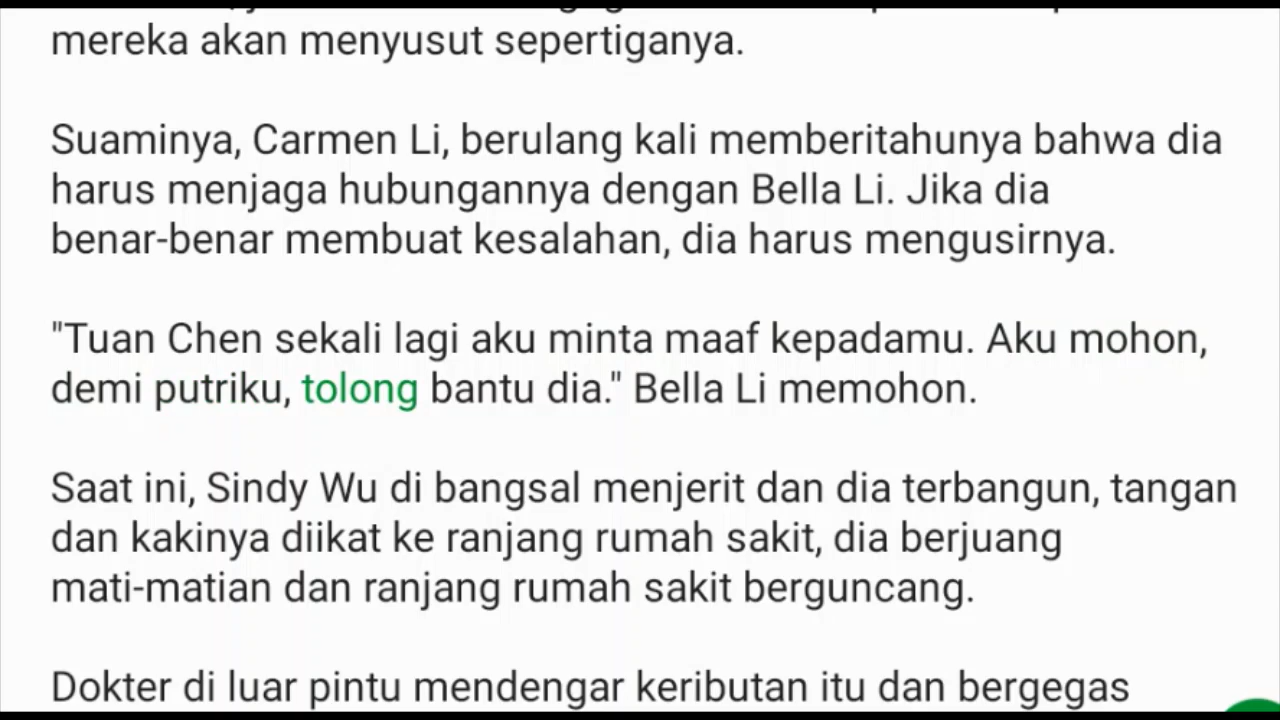 mereka akan menyusut sepertiganya.
Suaminya, Carmen Li, berulang kali memberitahunya bahwa dia
harus menjaga hubungannya dengan Bella Li. Jika dia
benar-benar membuat kesalahan, dia harus mengusirnya.
"Tuan Chen sekali lagi aku minta maaf kepadamu. Aku mohon,
demi putriku, tolong bantu dia." Bella Li memohon.
Saat ini, Sindy Wu di bangsal menjerit dan dia terbangun, tangan
dan kakinya diikat ke ranjang rumah sakit, dia berjuang
mati-matian dan ranjang rumah sakit berguncang.
Dokter di luar pintu mendengar keributan itu dan bergegas